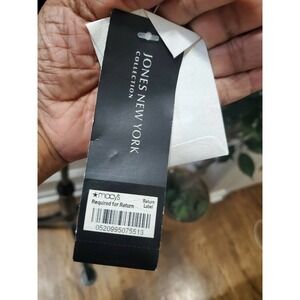 JONES NEW YORK
COLLECTION
★macy's
Required for Return
Return
Label
0520995075513